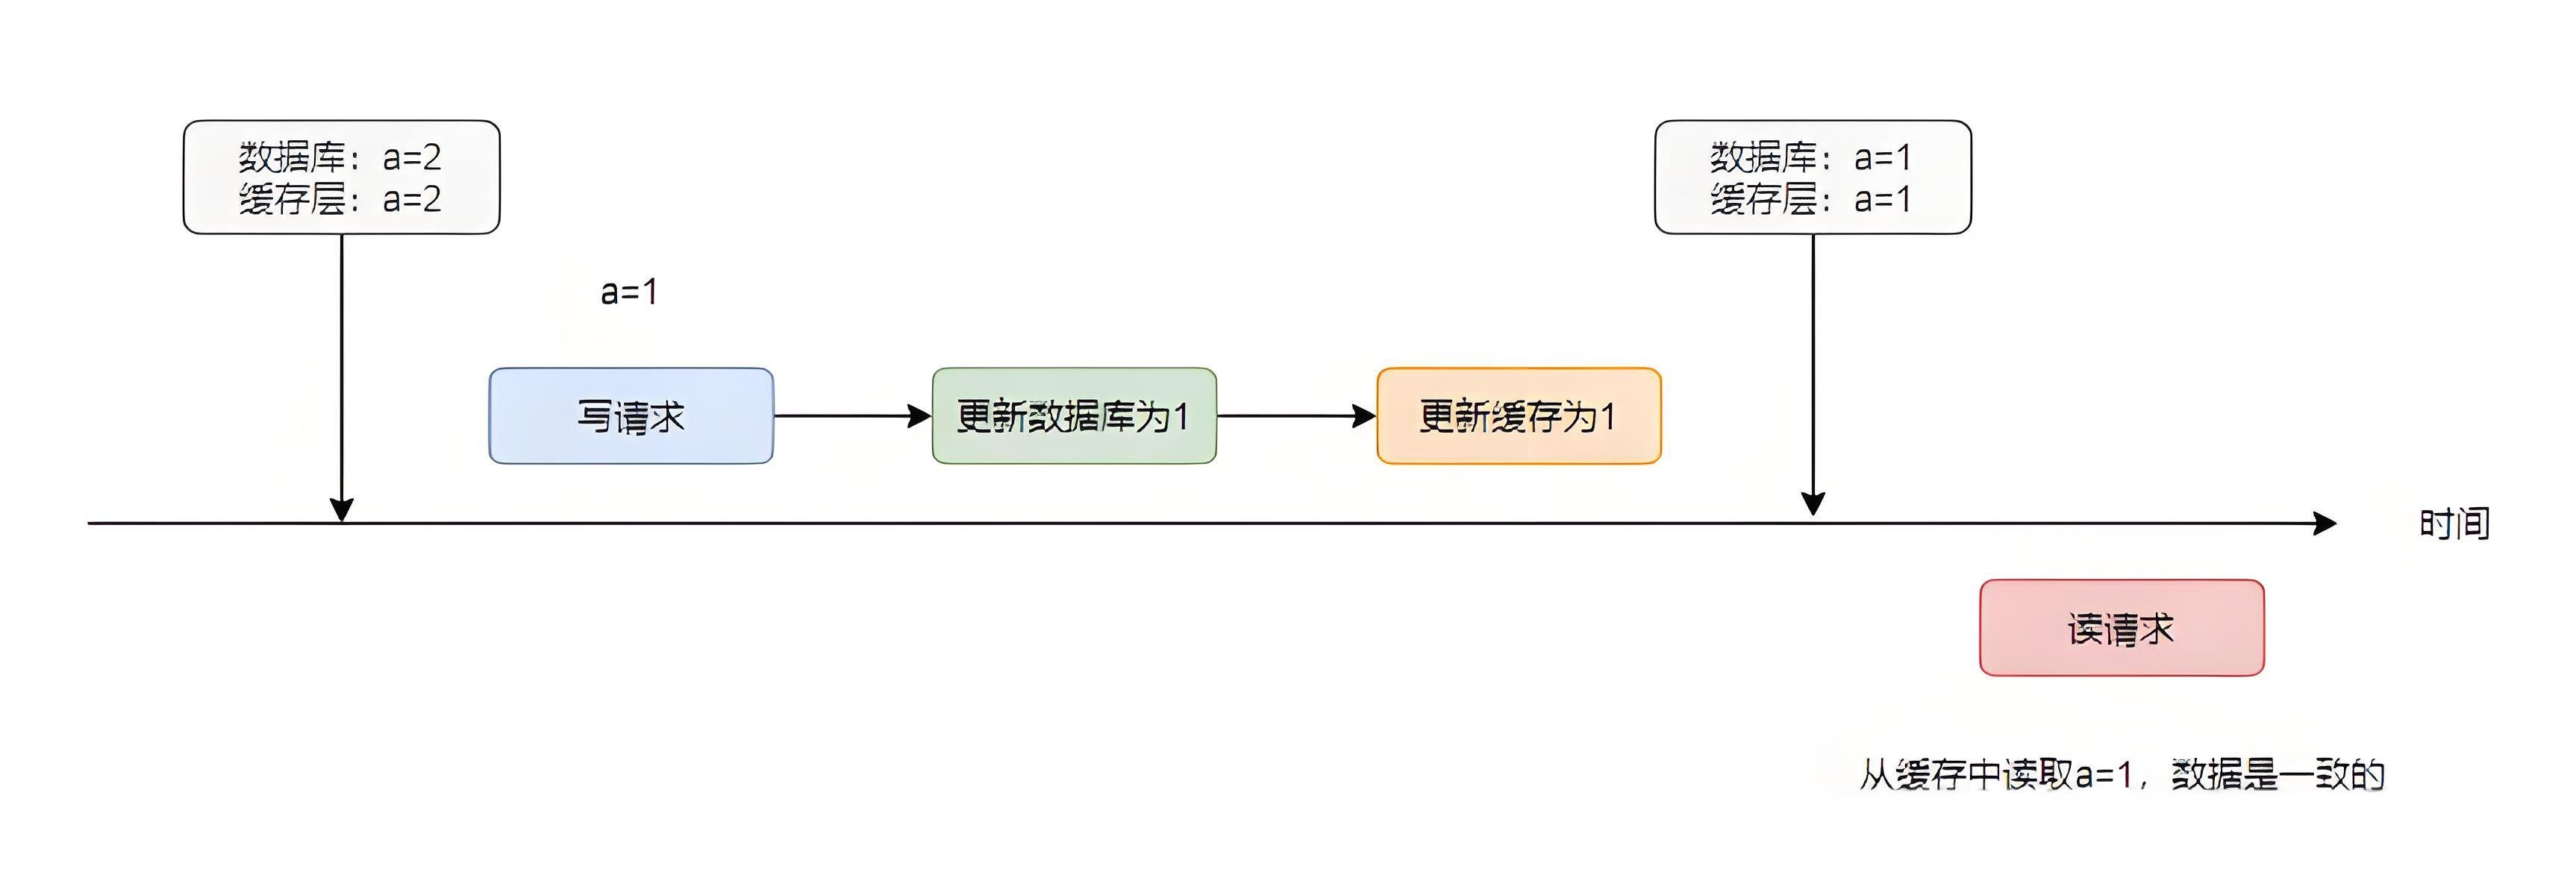 数据库：a=2
缓存层：a=2
数据库：a=1
缓存层：a=1
a=1
写请求
更新数据库为1
更新缓存为1
时间
读请求
从缓存中读取a=1，数据是一致的